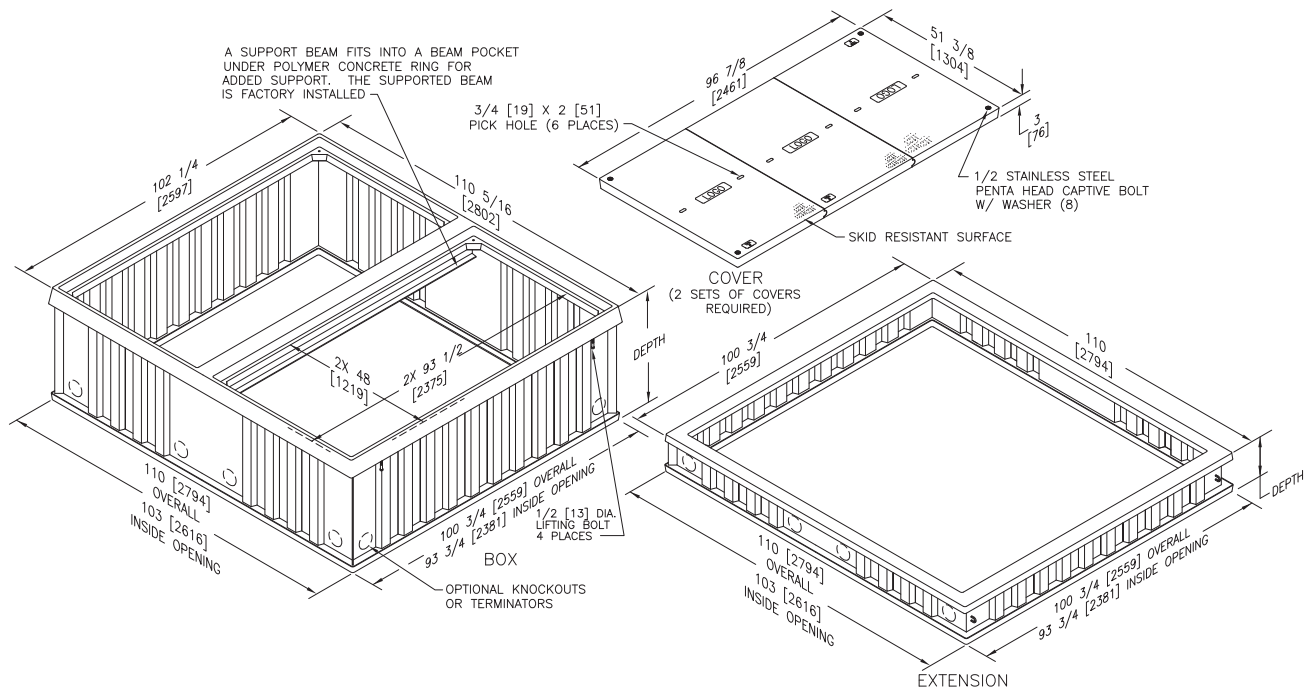 A SUPPORT BEAM FITS INTO A BEAM POCKET
UNDER POLYMER CONCRETE RING FOR
ADDED SUPPORT. THE SUPPORTED BEAM
IS FACTORY INSTALLED
102 1/4
[2597]
110 5/16
[2802]
2X 48
[1219]
2X 93 1/2
[2375]
DEPTH
110 [2794]
OVERALL
103 [2616]
INSIDE OPENING
100 3/4 [2559] OVERALL
93 3/4 [2381] INSIDE OPENING
1/2 [13] DIA.
LIFTING BOLT
4 PLACES
BOX
OPTIONAL KNOCKOUTS
OR TERMINATORS
96 7/8
[2461]
51 3/8
[1304]
3
[76]
3/4 [19] X 2 [51]
PICK HOLE (6 PLACES)
LOGO
LOGO
LOGO
1/2 STAINLESS STEEL
PENTA HEAD CAPTIVE BOLT
W/ WASHER (8)
SKID RESISTANT SURFACE
COVER
(2 SETS OF COVERS
REQUIRED)
100 3/4
[2559]
110
[2794]
DEPTH
110 [2794]
OVERALL
103 [2616]
INSIDE OPENING
100 3/4 [2559] OVERALL
93 3/4 [2381] INSIDE OPENING
EXTENSION